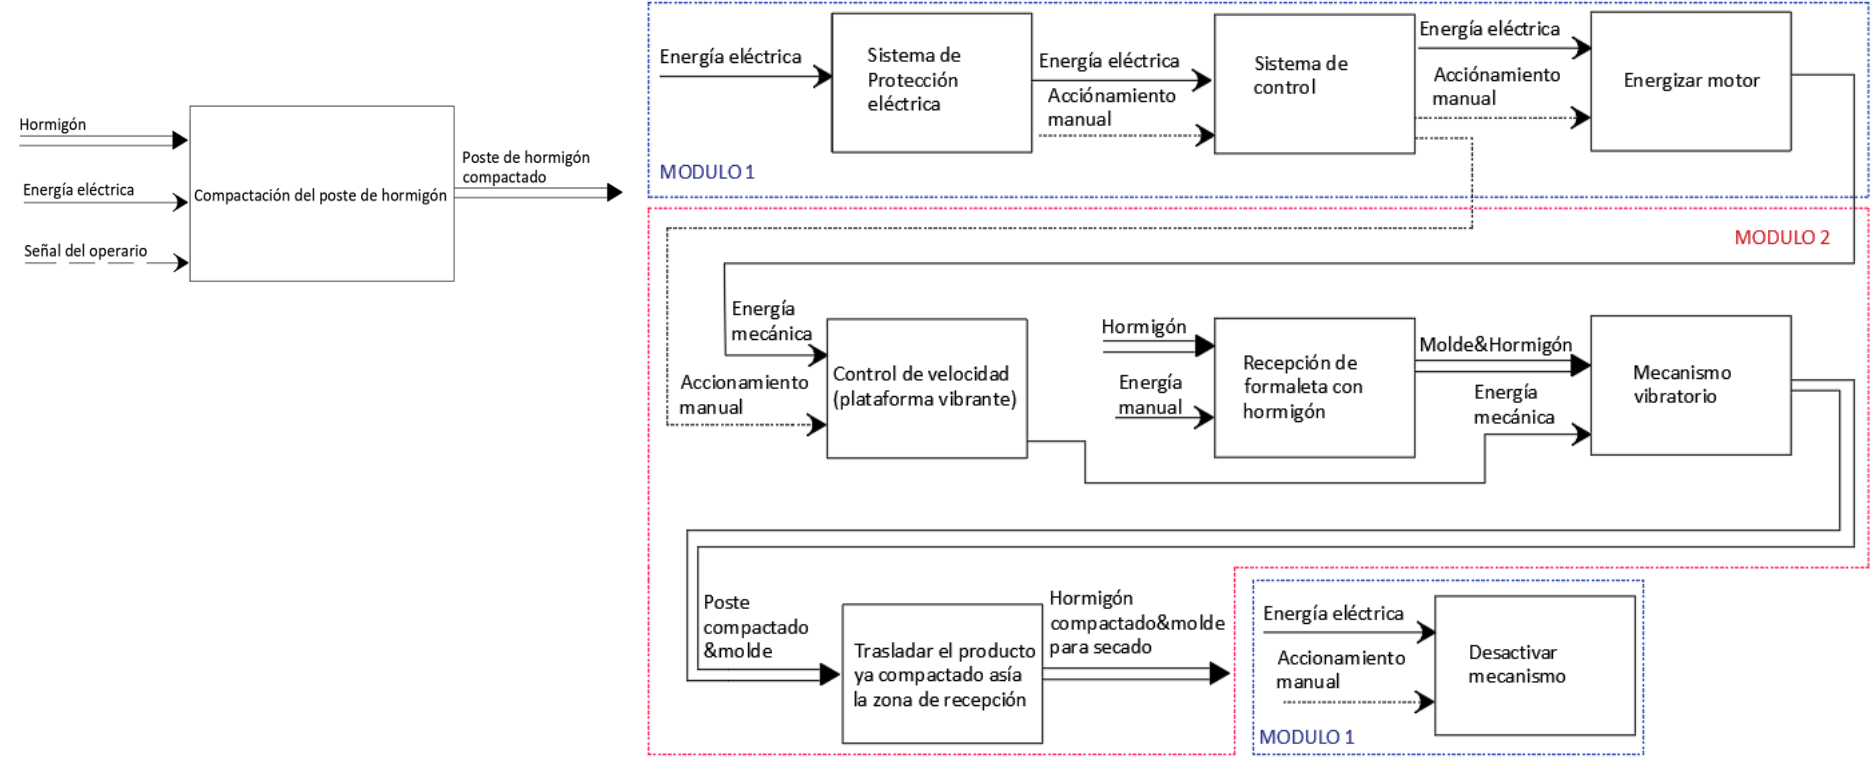 Hormigón
Energía eléctrica
Señal del operario
Compactación del poste de hormigón
Poste de hormigón
compactado
Energía eléctrica
Sistema de
Protección
eléctrica
Energía eléctrica
Acciónamiento
manual
Sistema de
control
Energía eléctrica
Acciónamiento
manual
Energizar motor
MODULO 1
MODULO 2
Energía
mecánica
Accionamiento
manual
Control de velocidad
(plataforma vibrante)
Hormigón
Energía
manual
Recepción de
formaleta con
hormigón
Molde&Hormigón
Energía
mecánica
Mecanismo
vibratorio
Poste
compactado
&molde
Trasladar el producto
ya compactado asía
la zona de recepción
Hormigón
compactado&molde
para secado
Energía eléctrica
Accionamiento
manual
Desactivar
mecanismo
MODULO 1